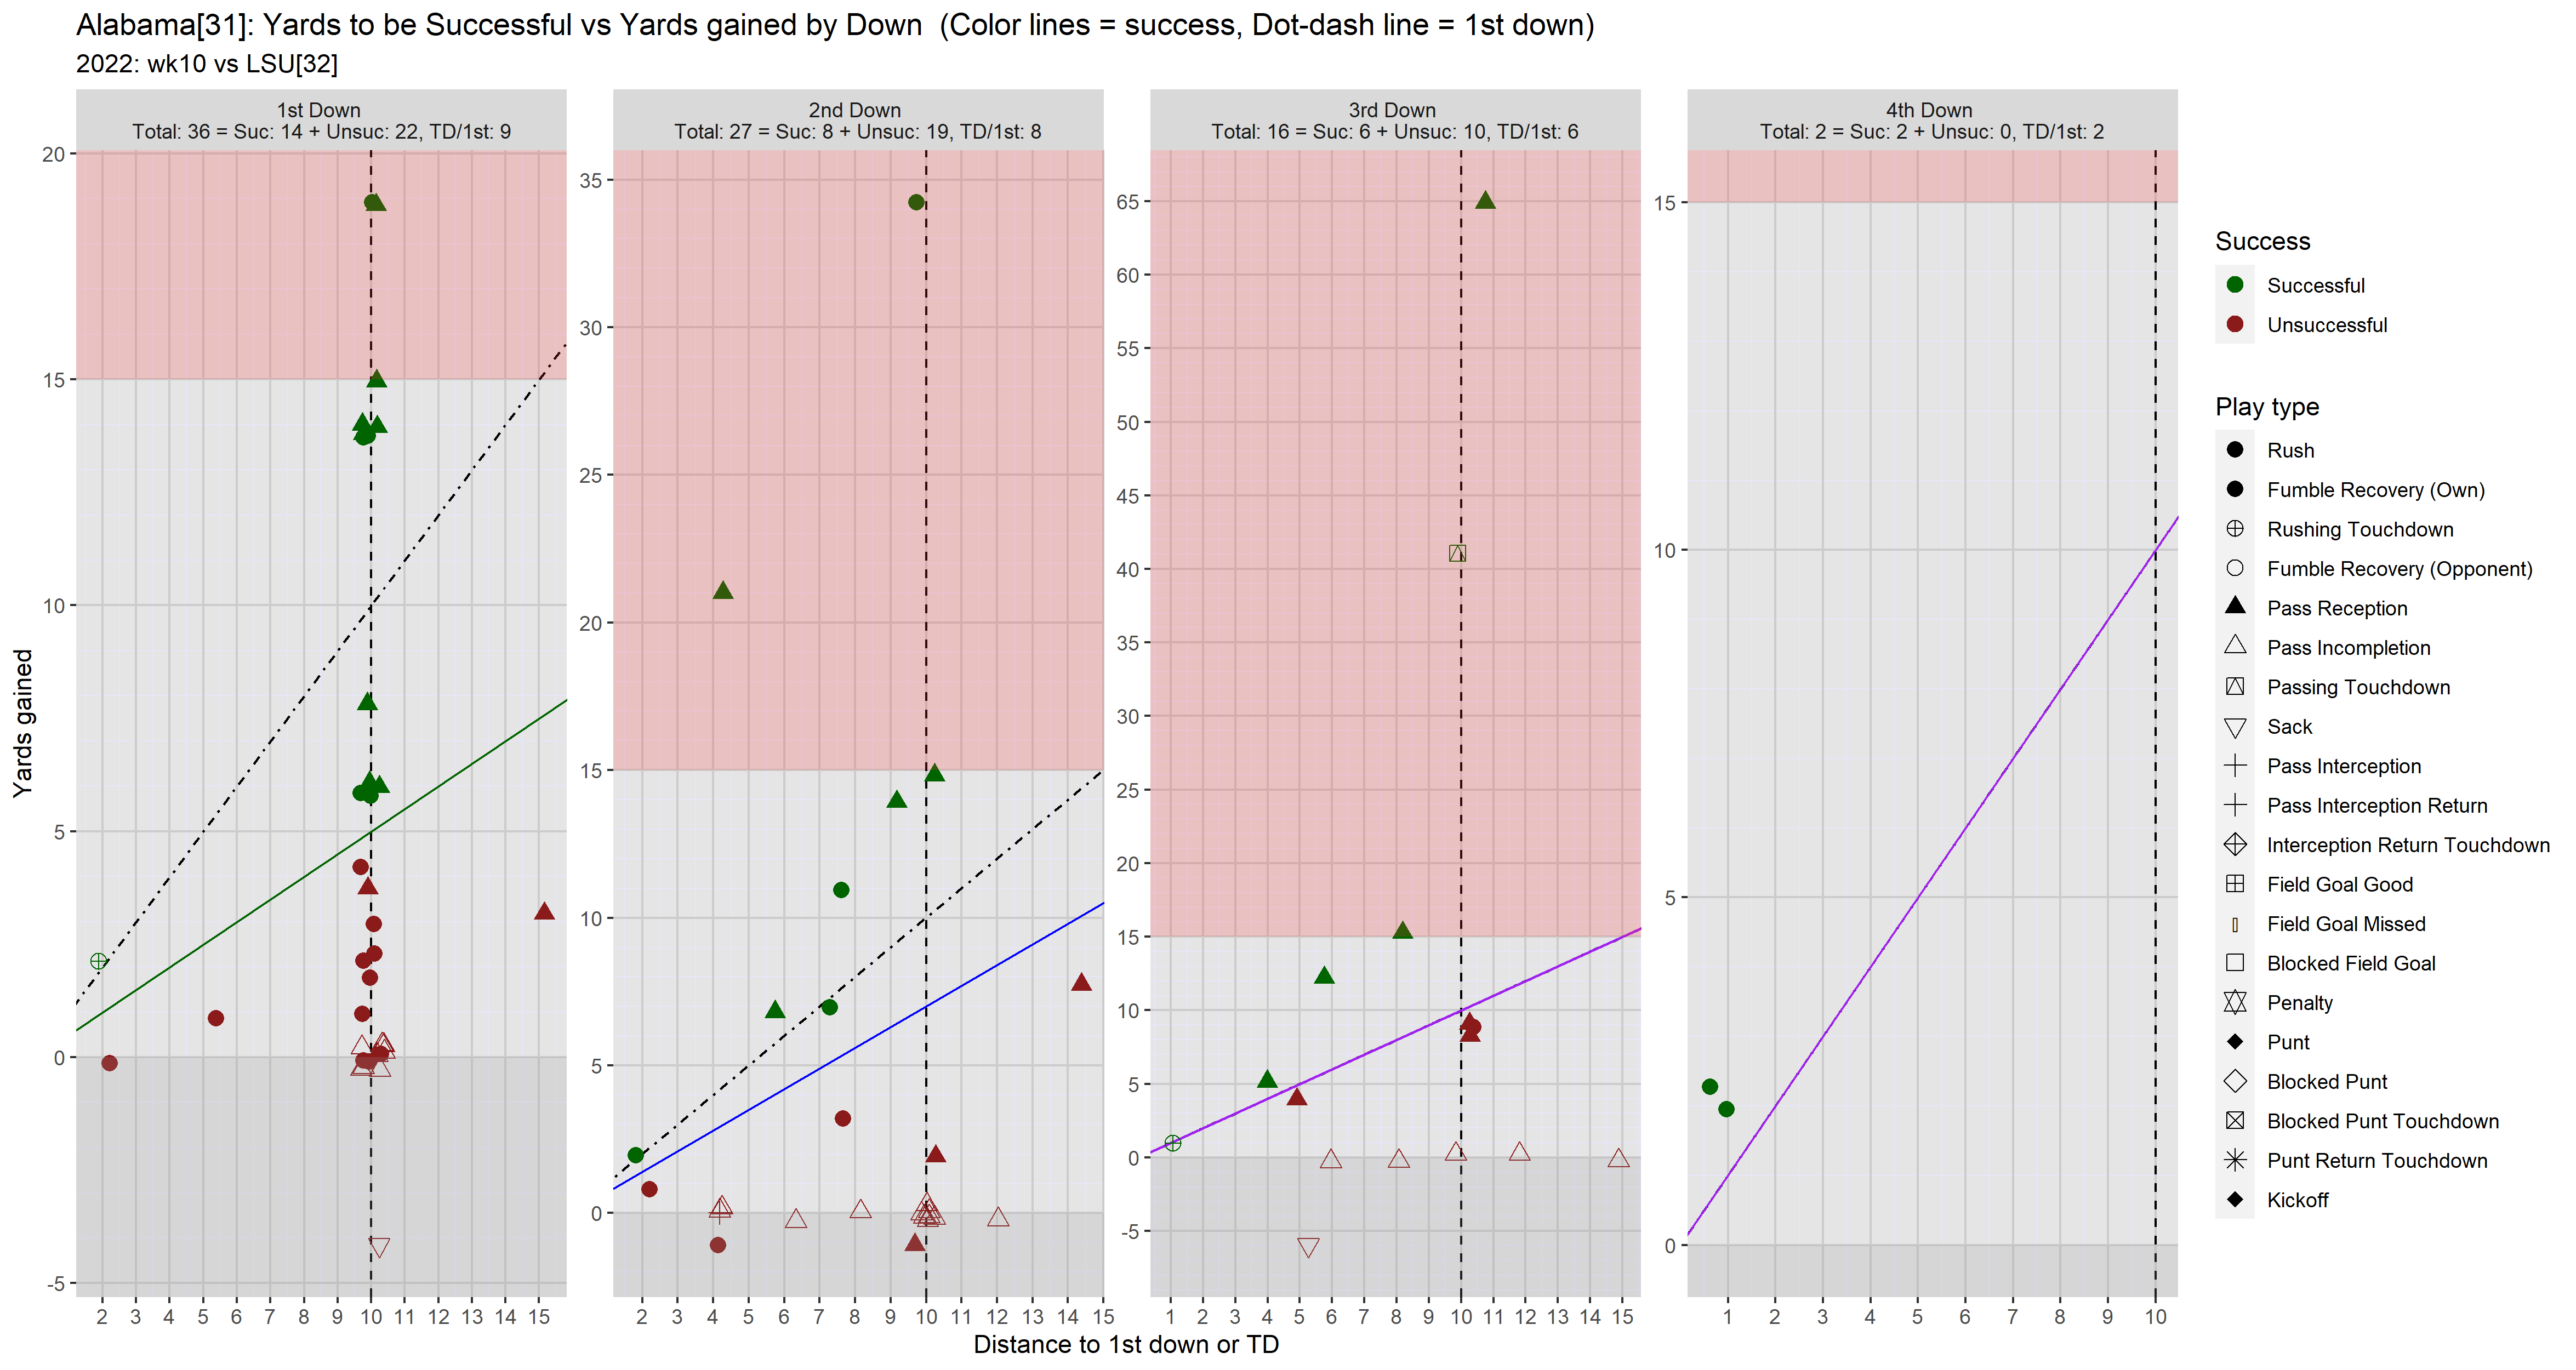 Alabama[31]: Yards to be Successful vs Yards gained by Down  (Color lines = success, Dot-dash line = 1st down)
2022: wk10 vs LSU[32]
1st Down
Total: 36 = Suc: 14 + Unsuc: 22, TD/1st: 9
2nd Down
Total: 27 = Suc: 8 + Unsuc: 19, TD/1st: 8
3rd Down
Total: 16 = Suc: 6 + Unsuc: 10, TD/1st: 6
4th Down
Total: 2 = Suc: 2 + Unsuc: 0, TD/1st: 2
Yards gained
20
15
10
5
0
-5
2 3 4 5 6 7 8 9 10 11 12 13 14 15
35
30
25
20
15
10
5
0
2 3 4 5 6 7 8 9 10 11 12 13 14 15
65
60
55
50
45
40
35
30
25
20
15
10
5
0
-5
1 2 3 4 5 6 7 8 9 10 11 12 13 14 15
15
10
5
0
1 2 3 4 5 6 7 8 9 10
Distance to 1st down or TD
Success
Successful
Unsuccessful
Play type
Rush
Fumble Recovery (Own)
Rushing Touchdown
Fumble Recovery (Opponent)
Pass Reception
Pass Incompletion
Passing Touchdown
Sack
Pass Interception
Pass Interception Return
Interception Return Touchdown
Field Goal Good
Field Goal Missed
Blocked Field Goal
Penalty
Punt
Blocked Punt
Blocked Punt Touchdown
Punt Return Touchdown
Kickoff